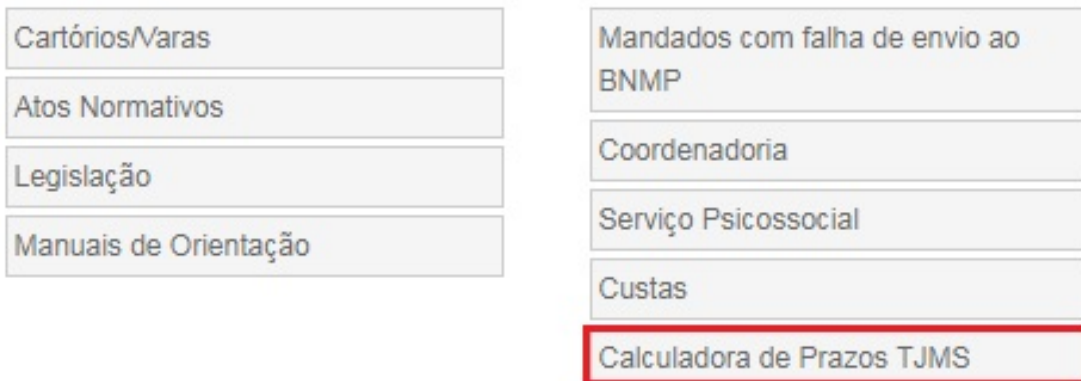 Cartórios/Varas
Atos Normativos
Legislação
Manuais de Orientação
Mandados com falha de envio ao
BNMP
Coordenadoria
Serviço Psicossocial
Custas
Calculadora de Prazos TJMS